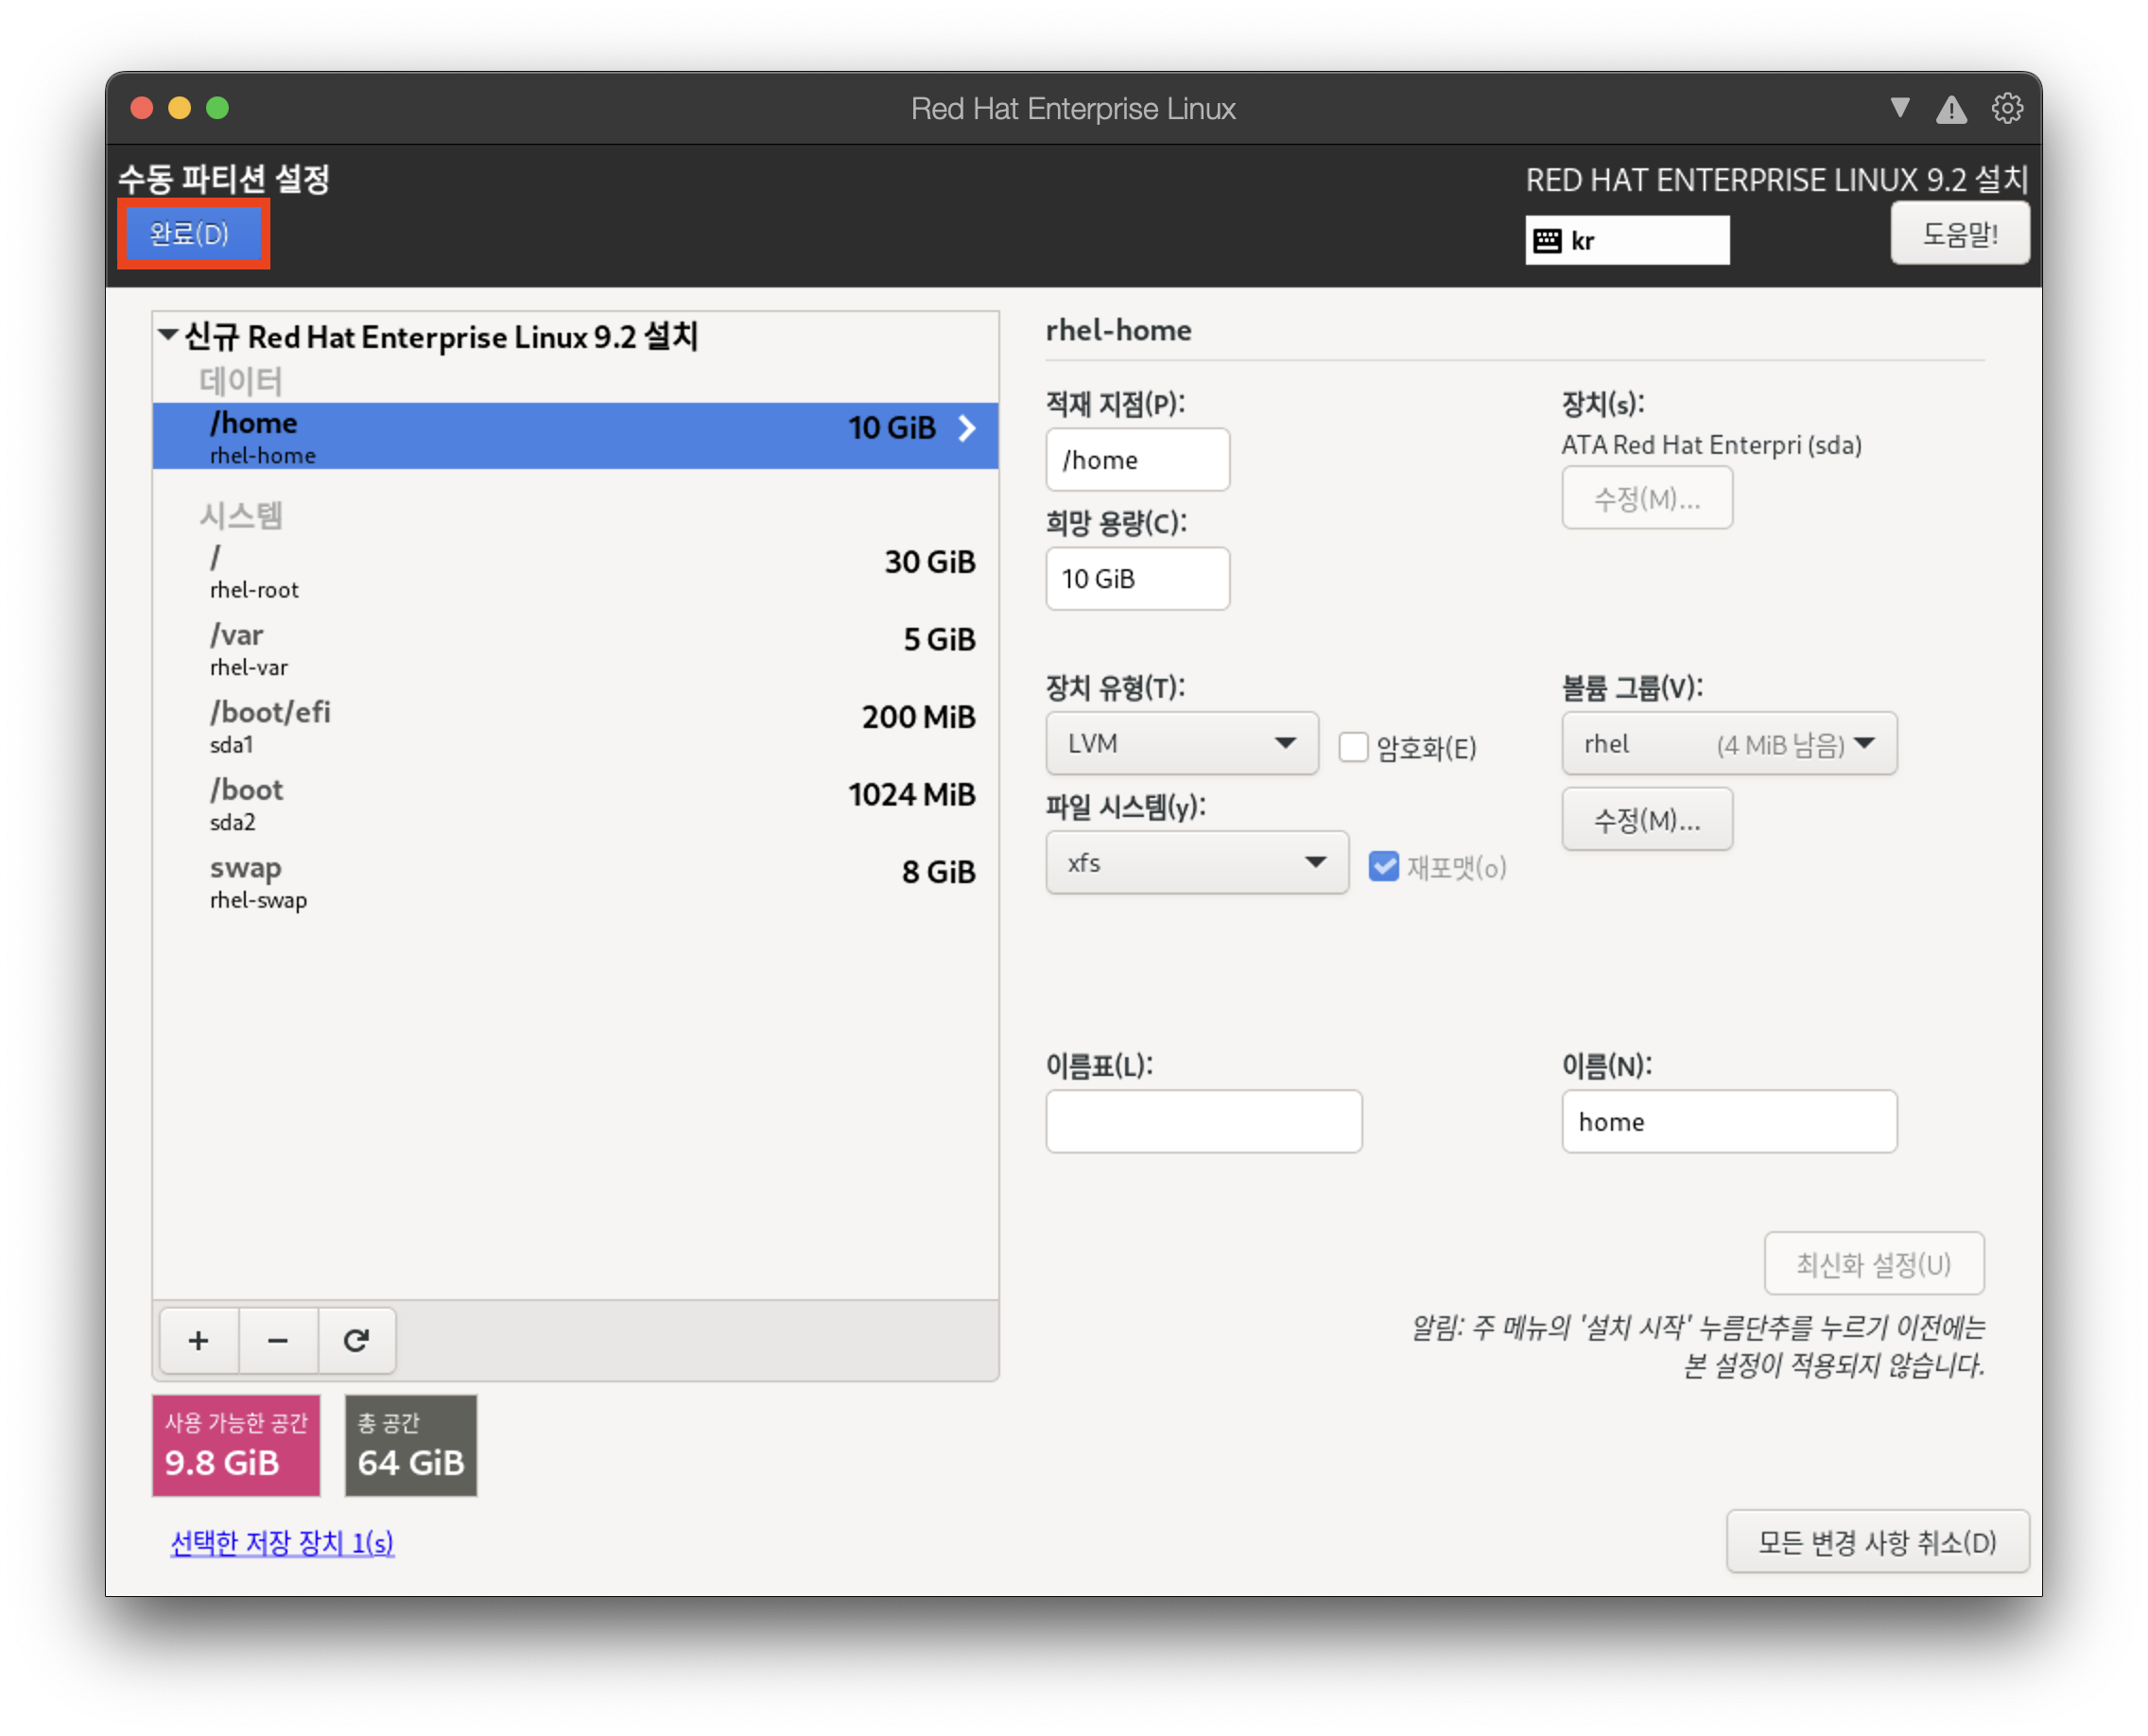 Red Hat Enterprise Linux
수동 파티션 설정
RED HAT ENTERPRISE LINUX 9.2 설치
완료(D)
kr
도움말!
신규 Red Hat Enterprise Linux 9.2 설치
데이터
/home
10 GiB
rhel-home
시스템
/
30 GiB
rhel-root
/var
5 GiB
rhel-var
/boot/efi
200 MiB
sda1
/boot
1024 MiB
sda2
swap
8 GiB
rhel-swap
+
−
사용 가능한 공간
9.8 GiB
총 공간
64 GiB
선택한 저장 장치 1(s)
rhel-home
적재 지점(P):
/home
희망 용량(C):
10 GiB
장치(s):
ATA Red Hat Enterpri (sda)
수정(M)...
장치 유형(T):
LVM
암호화(E)
볼륨 그룹(V):
rhel (4 MiB 남음)
수정(M)...
파일 시스템(y):
xfs
재포맷(o)
이름표(L):
이름(N):
home
최신화 설정(U)
알림: 주 메뉴의 '설치 시작' 누름단추를 누르기 이전에는
본 설정이 적용되지 않습니다.
모든 변경 사항 취소(D)